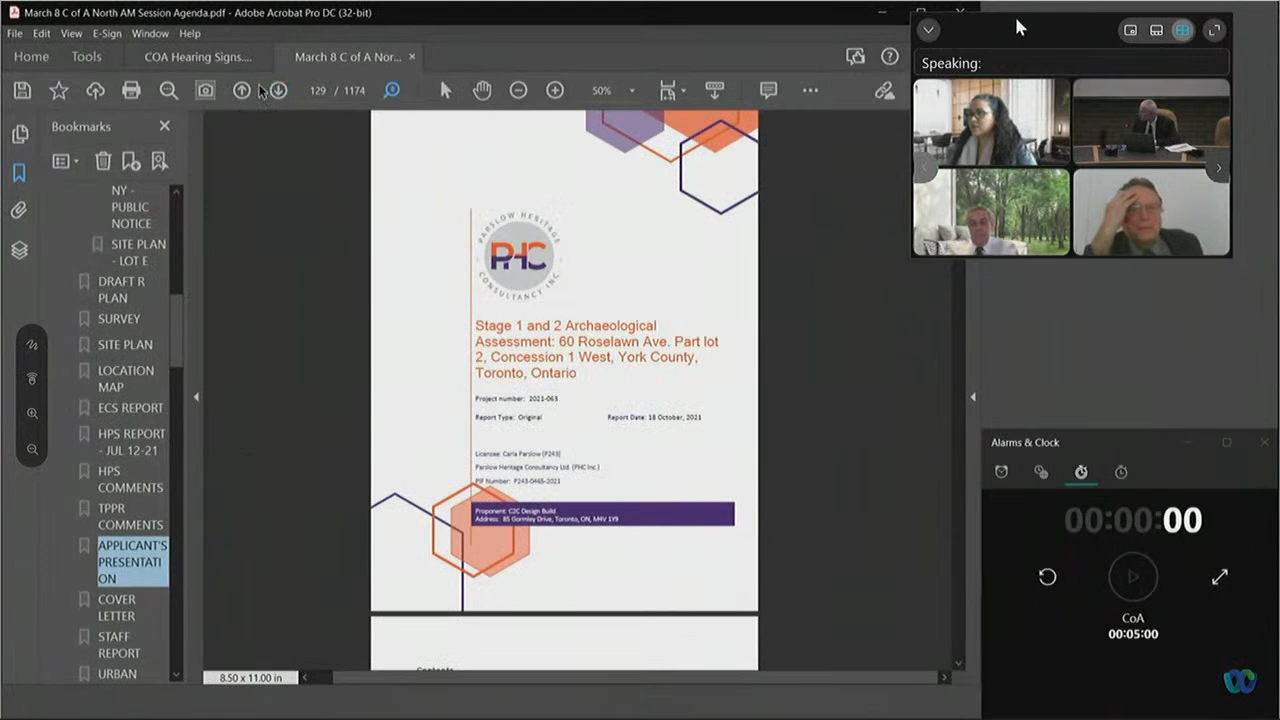 March 8 C of A North AM Session Agenda.pdf - Adobe Acrobat Pro DC (32-bit)
File Edit View E-Sign Window Help
Home Tools COA Hearing Signs.... March 8 C of A Nor... ×
129 / 1174 50%
Speaking:
Bookmarks
NY -
PUBLIC
NOTICE
SITE PLAN
- LOT E
DRAFT R
PLAN
SURVEY
SITE PLAN
LOCATION
MAP
ECS REPORT
HPS REPORT
- JUL 12-21
HPS
COMMENTS
TPPR
COMMENTS
APPLICANT'S
PRESENTATI
ON
COVER
LETTER
STAFF
REPORT
URBAN
PARSLOW HERITAGE
PHC
CONSULTANCY INC
Stage 1 and 2 Archaeological
Assessment: 60 Roselawn Ave. Part lot
2, Concession 1 West, York County,
Toronto, Ontario
Project number: 2021-063
Report Type: Original Report Date: 18 October, 2021
Licensee: Carla Parslow (P243)
Parslow Heritage Consultancy Ltd. (PHC Inc.)
PIF Number: P243-0465-2021
Proponent: C2C Design Build
Address: 85 Gormley Drive, Toronto, ON, M4V 1Y9
8.50 x 11.00 in
Alarms & Clock
00:00:00
CoA
00:05:00